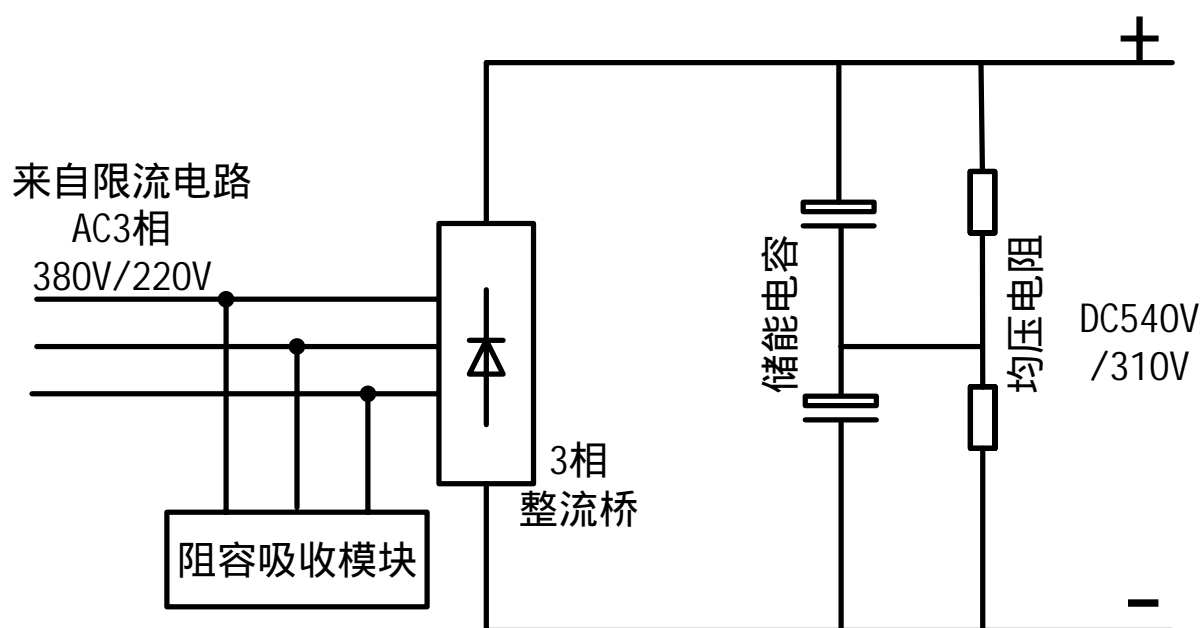 +
来自限流电路
AC3相
380V/220V
储能电容
均压电阻
DC540V
/310V
3相
整流桥
阻容吸收模块
-